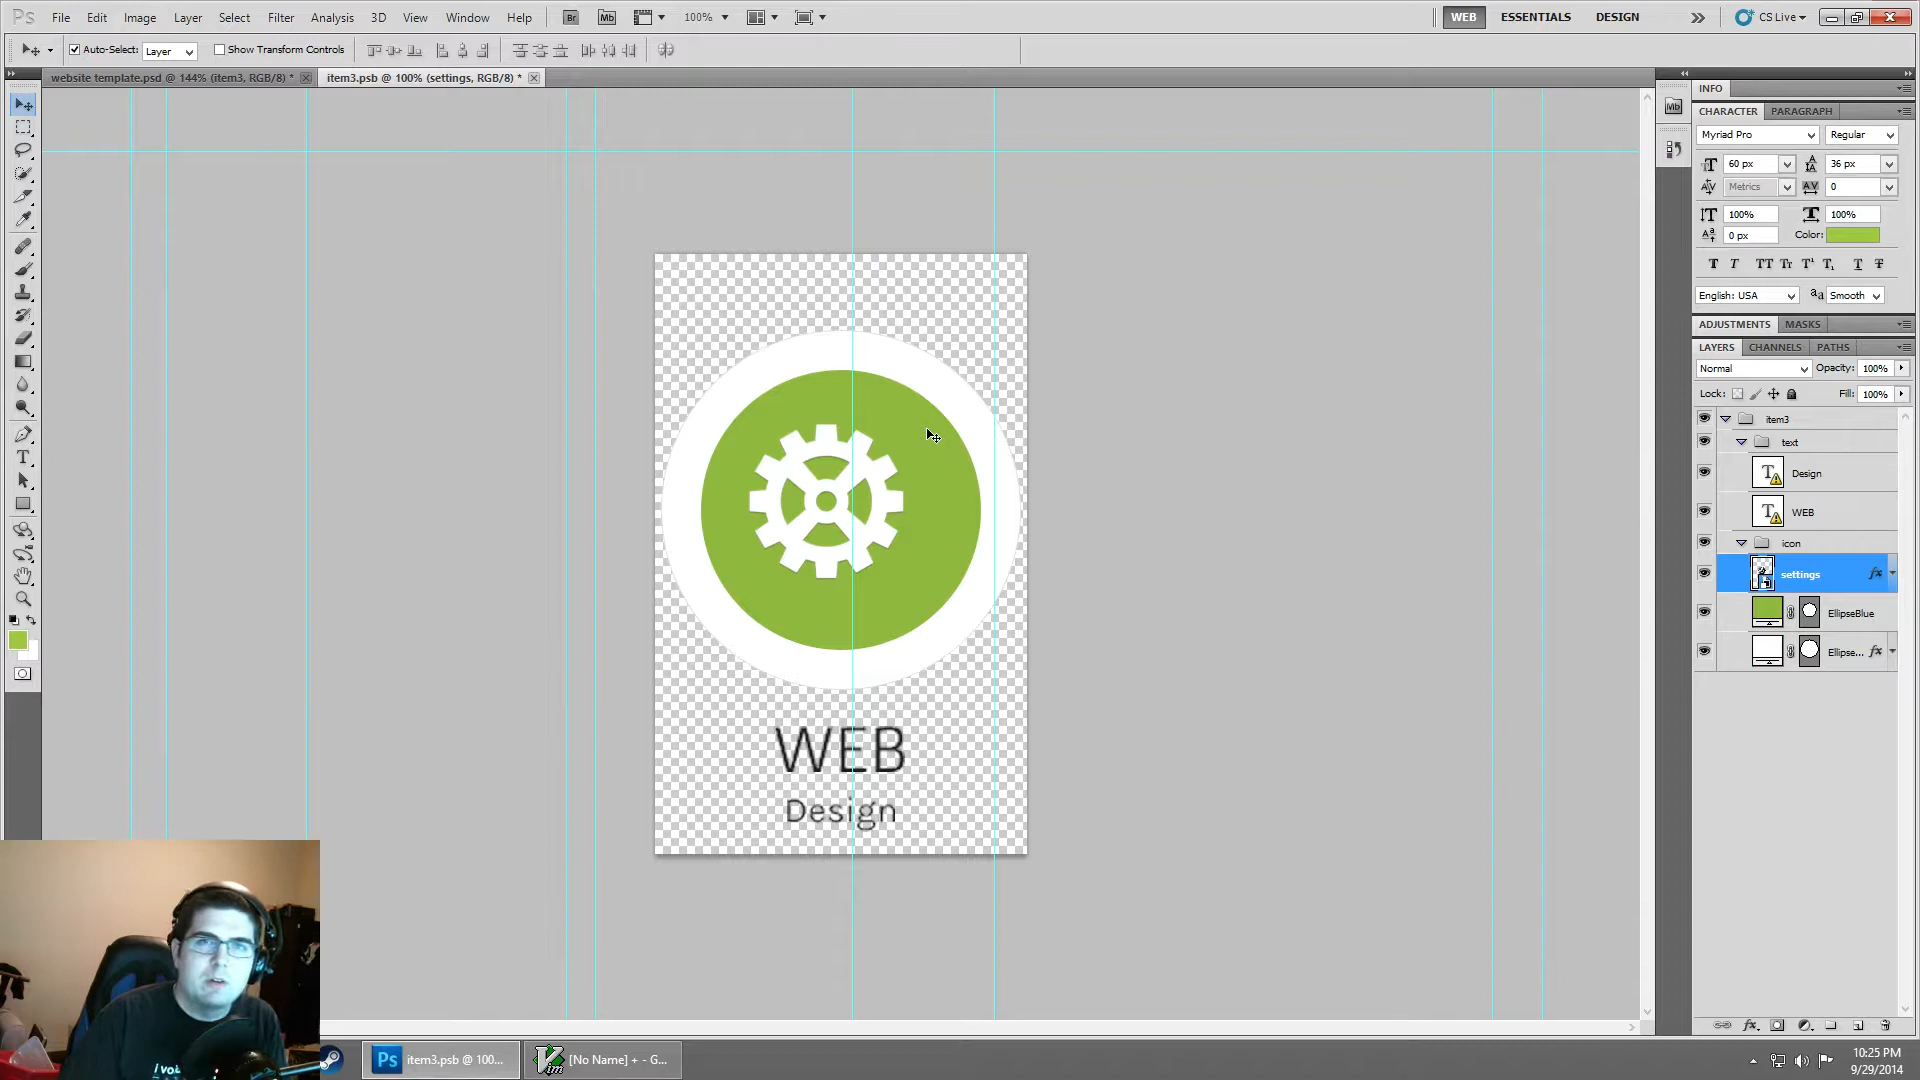 Ps File Edit Image Layer Select Filter Analysis 3D View Window Help Br Mb 100% WEB ESSENTIALS DESIGN CS Live
Auto-Select: Layer Show Transform Controls
website template.psd @ 144% (item3, RGB/8) * item3.psb @ 100% (settings, RGB/8) *
INFO
Mb
CHARACTER PARAGRAPH
Myriad Pro Regular
60 px 36 px
Metrics 0
100% 100%
0 px Color:
English: USA Smooth
ADJUSTMENTS MASKS
LAYERS CHANNELS PATHS
Normal Opacity: 100%
Lock: Fill: 100%
item3
text
Design
WEB
icon
settings
EllipseBlue
Ellipse...
WEB
Design
Ps item3.psb @ 100... [No Name] + - G...
10:25 PM
9/29/2014